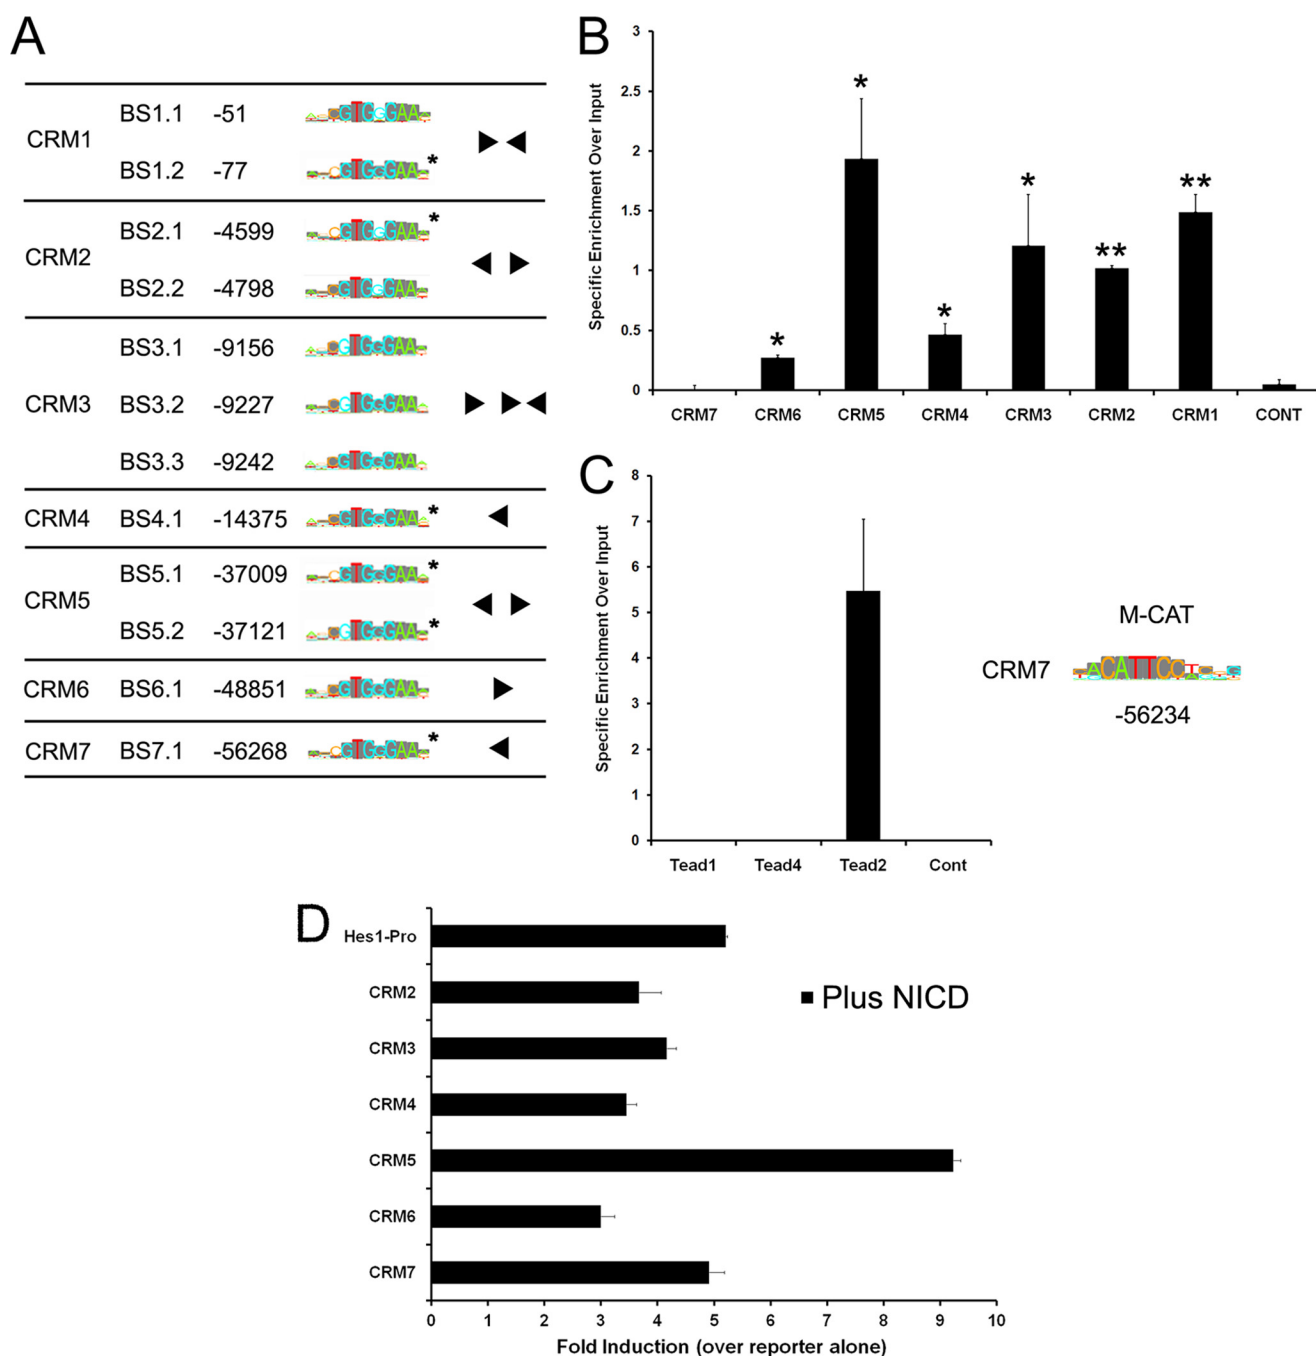 A
CRM1
BS1.1 -51
BS1.2 -77 *
CRM2
BS2.1 -4599 *
BS2.2 -4798
CRM3
BS3.1 -9156
BS3.2 -9227
BS3.3 -9242
CRM4 BS4.1 -14375 *
CRM5
BS5.1 -37009 *
BS5.2 -37121 *
CRM6 BS6.1 -48851
CRM7 BS7.1 -56268 *
B
Specific Enrichment Over Input
3
2.5
2
1.5
1
0.5
0
* * * * ** **
CRM7 CRM6 CRM5 CRM4 CRM3 CRM2 CRM1 CONT
C
Specific Enrichment Over Input
8
7
6
5
4
3
2
1
0
Tead1 Tead4 Tead2 Cont
M-CAT
CRM7 ACATTCCT
-56234
D
Hes1-Pro
CRM2
CRM3
CRM4
CRM5
CRM6
CRM7
Plus NICD
0 1 2 3 4 5 6 7 8 9 10
Fold Induction (over reporter alone)